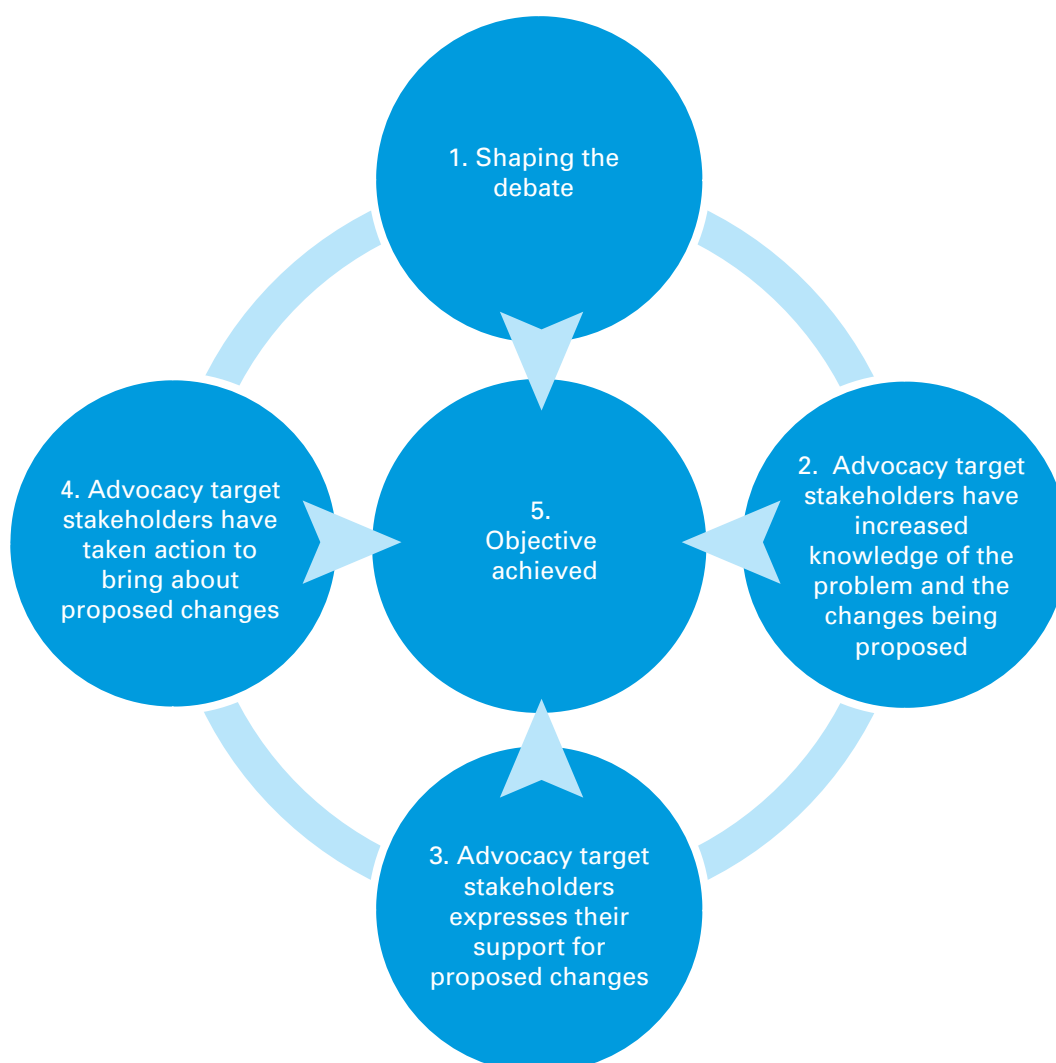 1. Shaping the
debate
2. Advocacy target
stakeholders have
increased
knowledge of the
problem and the
changes being
proposed
3. Advocacy target
stakeholders
expresses their
support for
proposed changes
4. Advocacy target
stakeholders have
taken action to
bring about
proposed changes
5.
Objective
achieved